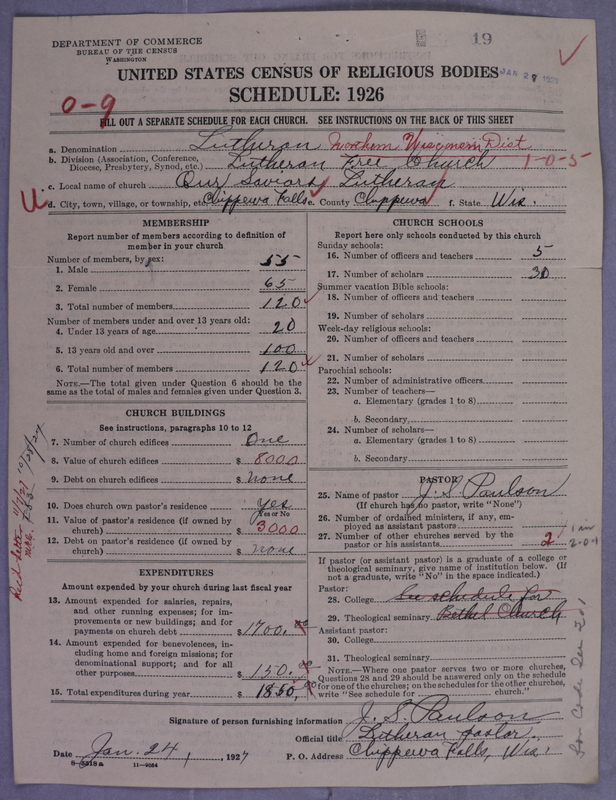 DEPARTMENT OF COMMERCE
BUREAU OF THE CENSUS
WASHINGTON
19
UNITED STATES CENSUS OF RELIGIOUS BODIES
SCHEDULE: 1926
0-9
FILL OUT A SEPARATE SCHEDULE FOR EACH CHURCH. SEE INSTRUCTIONS ON THE BACK OF THIS SHEET
a. Denomination Lutheran Northern Wisconsin Dist
b. Division (Association, Conference, Diocese, Presbytery, Synod, etc.) Lutheran Free Church 1-0-5
c. Local name of church Our Saviors Lutheran
U d. City, town, village, or township, etc. Chippewa Falls e. County Chippewa f. State Wis.
MEMBERSHIP
Report number of members according to definition of
member in your church
Number of members, by sex:
1. Male 55
2. Female 65
3. Total number of members 120
Number of members under and over 13 years old:
4. Under 13 years of age 20
5. 13 years old and over 100
6. Total number of members 120
NOTE.—The total given under Question 6 should be the
same as the total of males and females given under Question 3.
CHURCH BUILDINGS
See instructions, paragraphs 10 to 12
7. Number of church edifices One
8. Value of church edifices $ 8000
9. Debt on church edifices $ None
10. Does church own pastor's residence? yes
Yes or No
11. Value of pastor's residence (if owned by
church) $ 3000
12. Debt on pastor's residence (if owned by
church) $ none
EXPENDITURES
Amount expended by your church during last fiscal year
13. Amount expended for salaries, repairs,
and other running expenses; for im-
provements or new buildings; and for
payments on church debt $ 1700.00
14. Amount expended for benevolences, in-
cluding home and foreign missions; for
denominational support; and for all
other purposes $ 150.00
15. Total expenditures during year $ 1850.00
CHURCH SCHOOLS
Report here only schools conducted by this church
Sunday schools:
16. Number of officers and teachers 5
17. Number of scholars 30
Summer vacation Bible schools:
18. Number of officers and teachers
19. Number of scholars
Week-day religious schools:
20. Number of officers and teachers
21. Number of scholars
Parochial schools:
22. Number of administrative officers
23. Number of teachers—
a. Elementary (grades 1 to 8)
b. Secondary
24. Number of scholars—
a. Elementary (grades 1 to 8)
b. Secondary
PASTOR
25. Name of pastor J. S. Paulson
(If church has no pastor, write "None")
26. Number of ordained ministers, if any, em-
ployed as assistant pastors
27. Number of other churches served by the
pastor or his assistants 2
If pastor (or assistant pastor) is a graduate of a college or
theological seminary, give name of institution below. (If
not a graduate, write "No" in the space indicated.)
Pastor:
28. College See schedule for
29. Theological seminary Bethel Church
Assistant pastor:
30. College
31. Theological seminary
NOTE.—Where one pastor serves two or more churches,
Questions 28 and 29 should be answered only on the schedule
for one of the churches; on the schedules for the other churches,
write "See schedule for church."
Signature of person furnishing information J. S. Paulson
Official title Lutheran pastor.
Date Jan. 24, 1927 P. O. Address Chippewa Falls, Wis.
8-5518a 11-9054